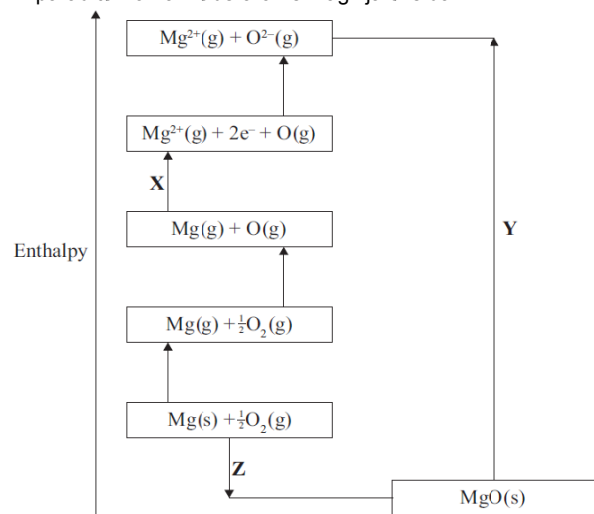 Mg²⁺(g) + O²⁻(g)
Mg²⁺(g) + 2e⁻ + O(g)
X
Mg(g) + O(g)
Y
Enthalpy
Mg(g) + ½O₂(g)
Mg(s) + ½O₂(g)
Z
MgO(s)